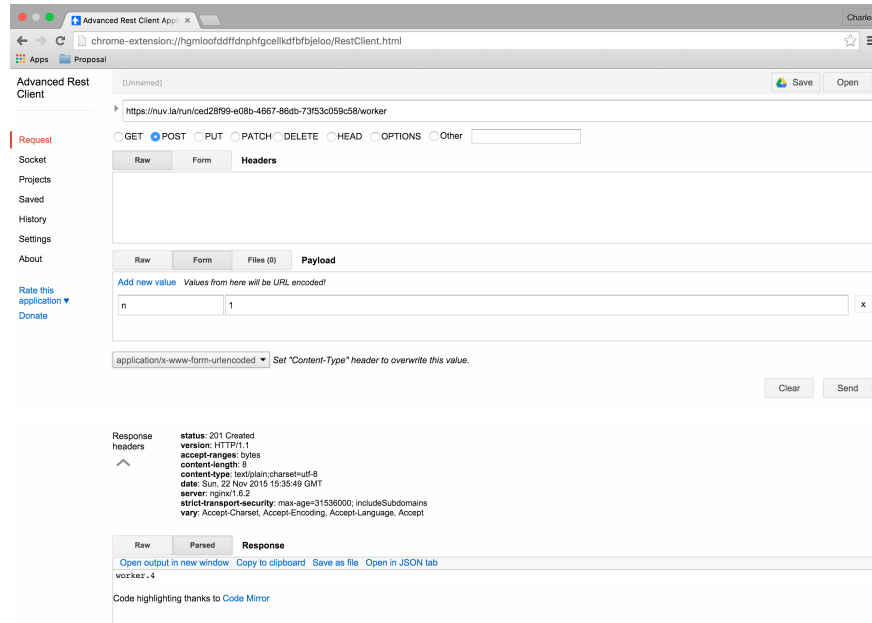 Advanced Rest Client Appli ×
Charles
chrome-extension://hgmloofddffdnphfgcellkdfbfbjeloo/RestClient.html
Apps Proposal
Advanced Rest
Client
[Unnamed]
Save Open
https://nuv.la/run/ced28f99-e08b-4667-86db-73f53c059c58/worker
GET POST PUT PATCH DELETE HEAD OPTIONS Other
Request
Socket
Projects
Saved
History
Settings
About
Rate this
application ♥
Donate
Raw Form Headers
Raw Form Files (0) Payload
Add new value Values from here will be URL encoded!
n 1 x
application/x-www-form-urlencoded Set "Content-Type" header to overwrite this value.
Clear Send
Response
headers
status: 201 Created
version: HTTP/1.1
accept-ranges: bytes
content-length: 8
content-type: text/plain;charset=utf-8
date: Sun, 22 Nov 2015 15:35:49 GMT
server: nginx/1.6.2
strict-transport-security: max-age=31536000; includeSubdomains
vary: Accept-Charset, Accept-Encoding, Accept-Language, Accept
Raw Parsed Response
Open output in new window Copy to clipboard Save as file Open in JSON tab
worker.4
Code highlighting thanks to Code Mirror